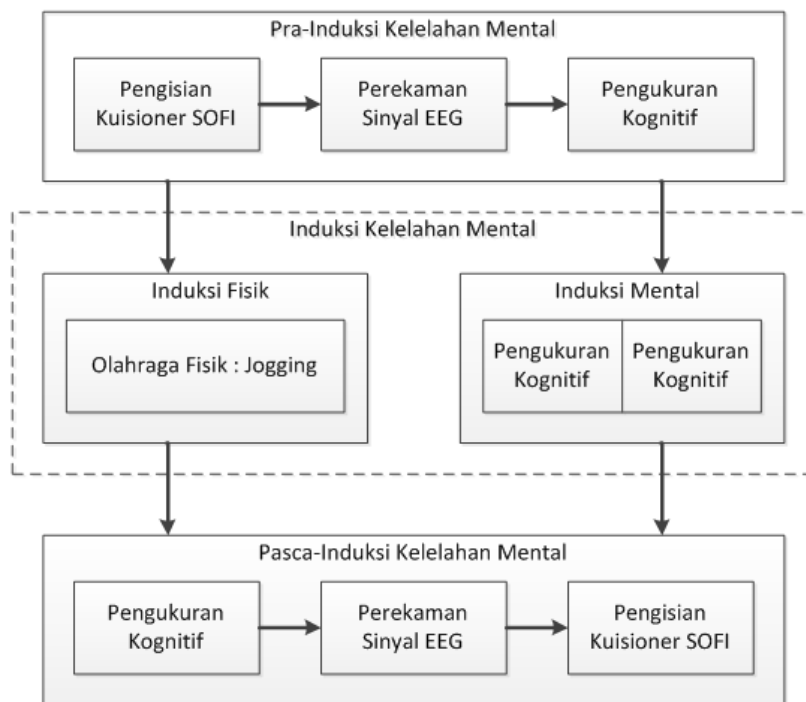 Pra-Induksi Kelelahan Mental
Pengisian
Kuisioner SOFI
Perekaman
Sinyal EEG
Pengukuran
Kognitif
Induksi Kelelahan Mental
Induksi Fisik
Olahraga Fisik : Jogging
Induksi Mental
Pengukuran
Kognitif
Pengukuran
Kognitif
Pasca-Induksi Kelelahan Mental
Pengukuran
Kognitif
Perekaman
Sinyal EEG
Pengisian
Kuisioner SOFI